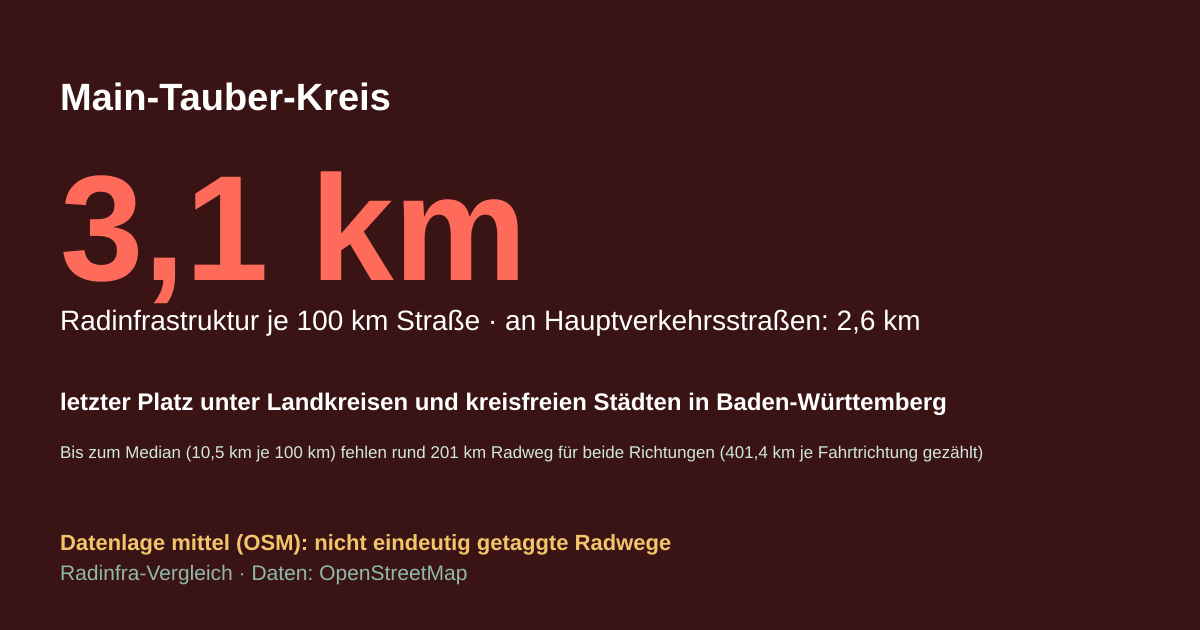 Main-Tauber-Kreis
3,1 km
Radinfrastruktur je 100 km Straße · an Hauptverkehrsstraßen: 2,6 km
letzter Platz unter Landkreisen und kreisfreien Städten in Baden-Württemberg
Bis zum Median (10,5 km je 100 km) fehlen rund 201 km Radweg für beide Richtungen (401,4 km je Fahrtrichtung gezählt)
Datenlage mittel (OSM): nicht eindeutig getaggte Radwege
Radinfra-Vergleich · Daten: OpenStreetMap